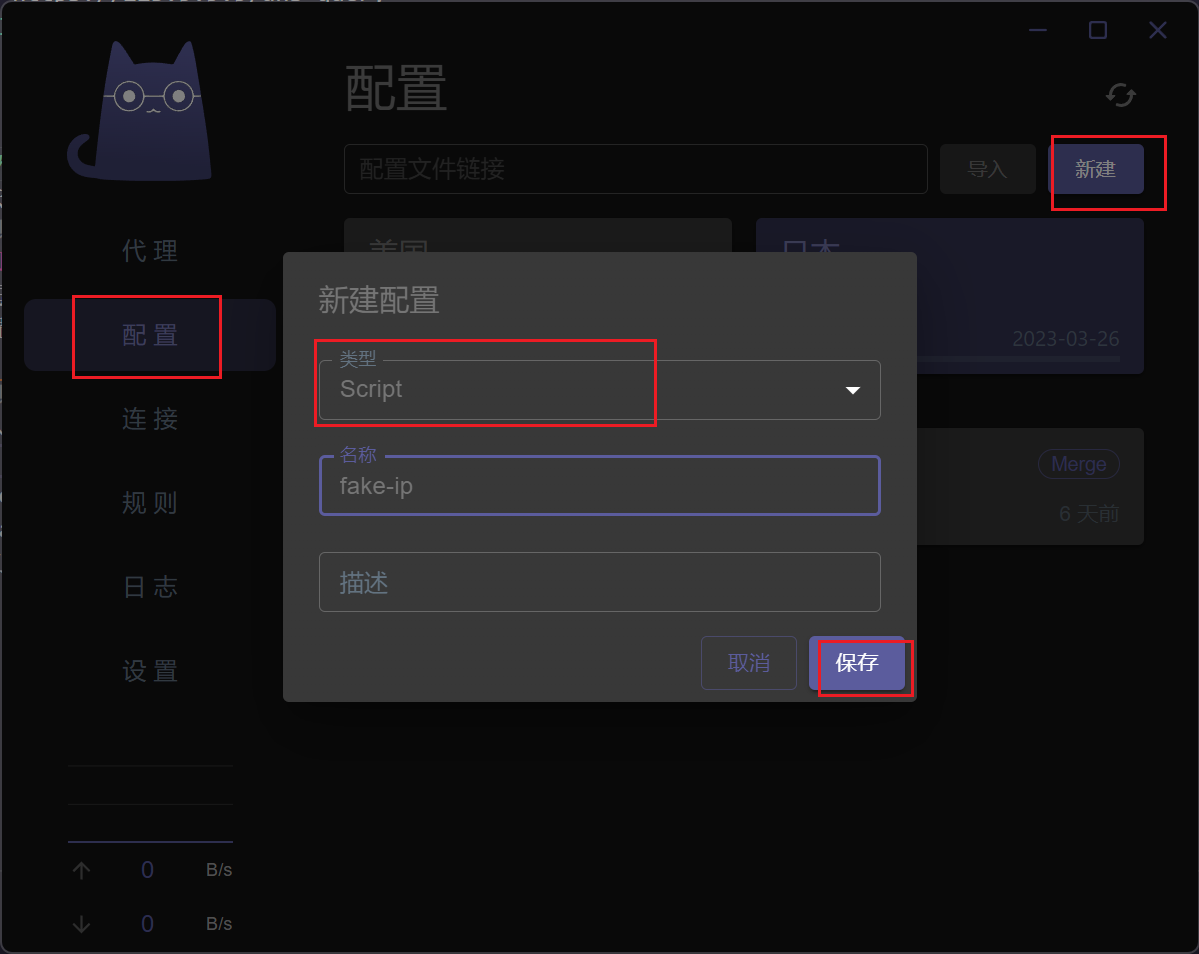 配置
配置文件链接
导入
新建
代 理
配 置
连 接
规 则
日 志
设 置
美国
日本
2023-03-26
新建配置
类型
Script
名称
fake-ip
描述
取消
保存
Merge
6 天前
0 B/s
0 B/s